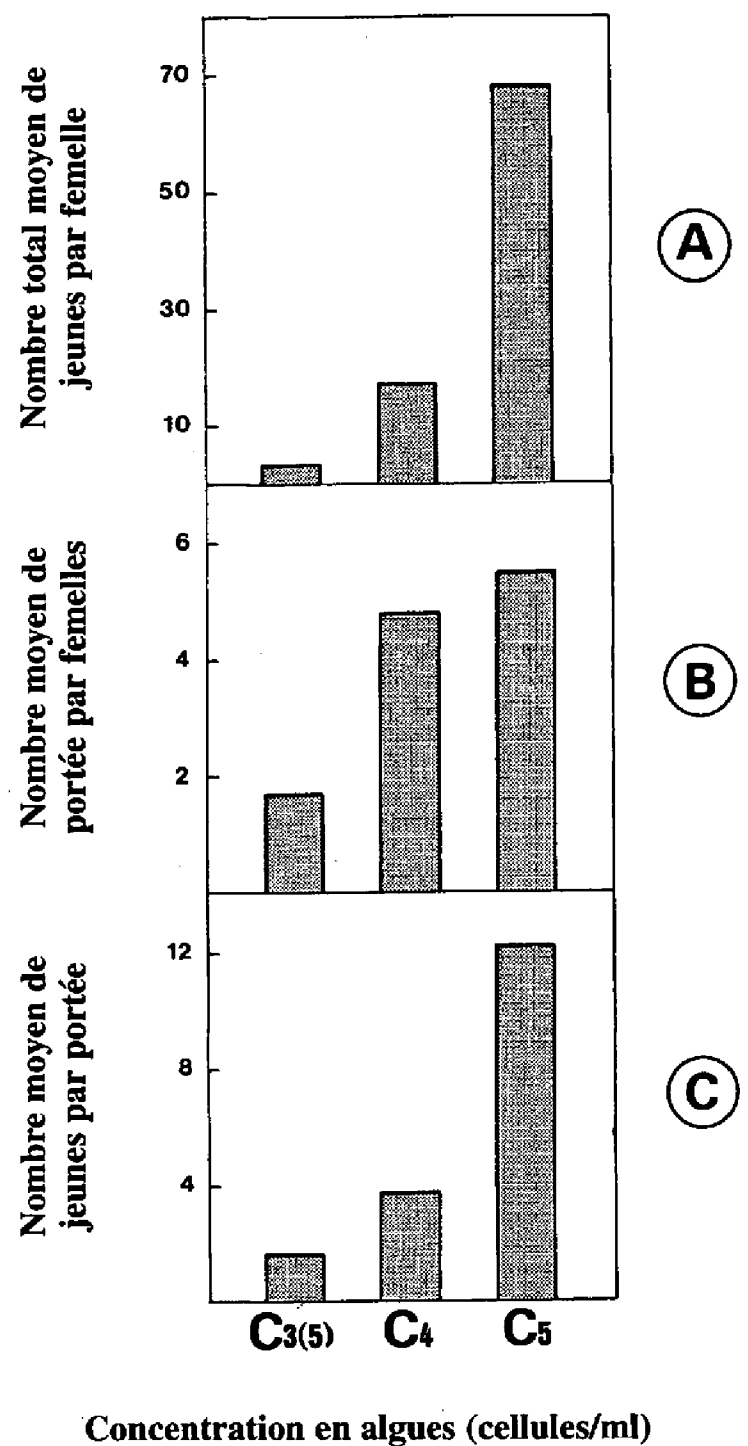 Nombre total moyen de
jeunes par femelle
70
50
30
10
A
Nombre moyen de
portée par femelles
6
4
2
B
Nombre moyen de
jeunes par portée
12
8
4
C
C3(5) C4 C5
Concentration en algues (cellules/ml)